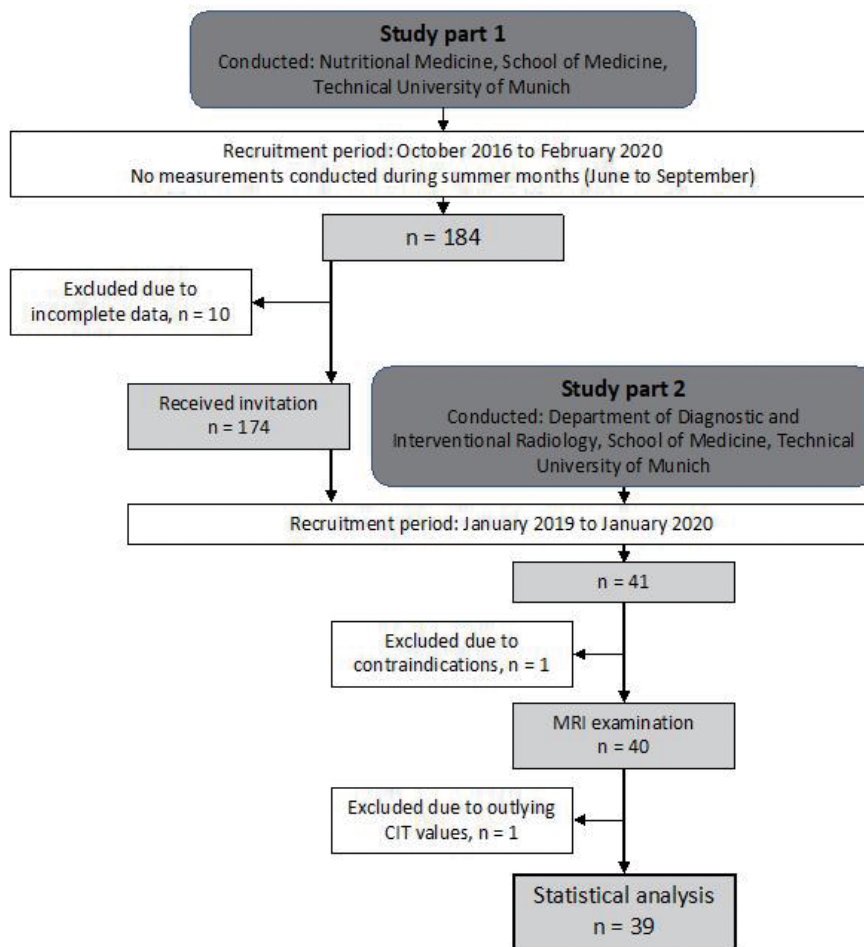 Study part 1
Conducted: Nutritional Medicine, School of Medicine,
Technical University of Munich
Recruitment period: October 2016 to February 2020
No measurements conducted during summer months (June to September)
n = 184
Excluded due to
incomplete data, n = 10
Received invitation
n = 174
Study part 2
Conducted: Department of Diagnostic and
Interventional Radiology, School of Medicine, Technical
University of Munich
Recruitment period: January 2019 to January 2020
n = 41
Excluded due to
contraindications, n = 1
MRI examination
n = 40
Excluded due to outlying
CIT values, n = 1
Statistical analysis
n = 39